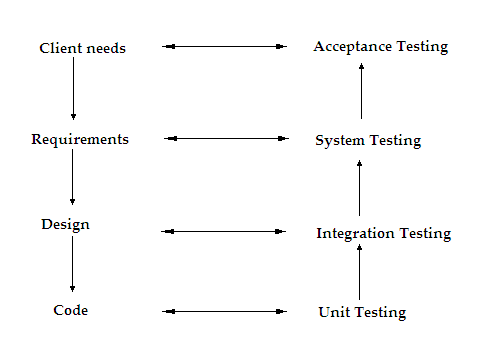 Client needs
Acceptance Testing
Requirements
System Testing
Design
Integration Testing
Code
Unit Testing